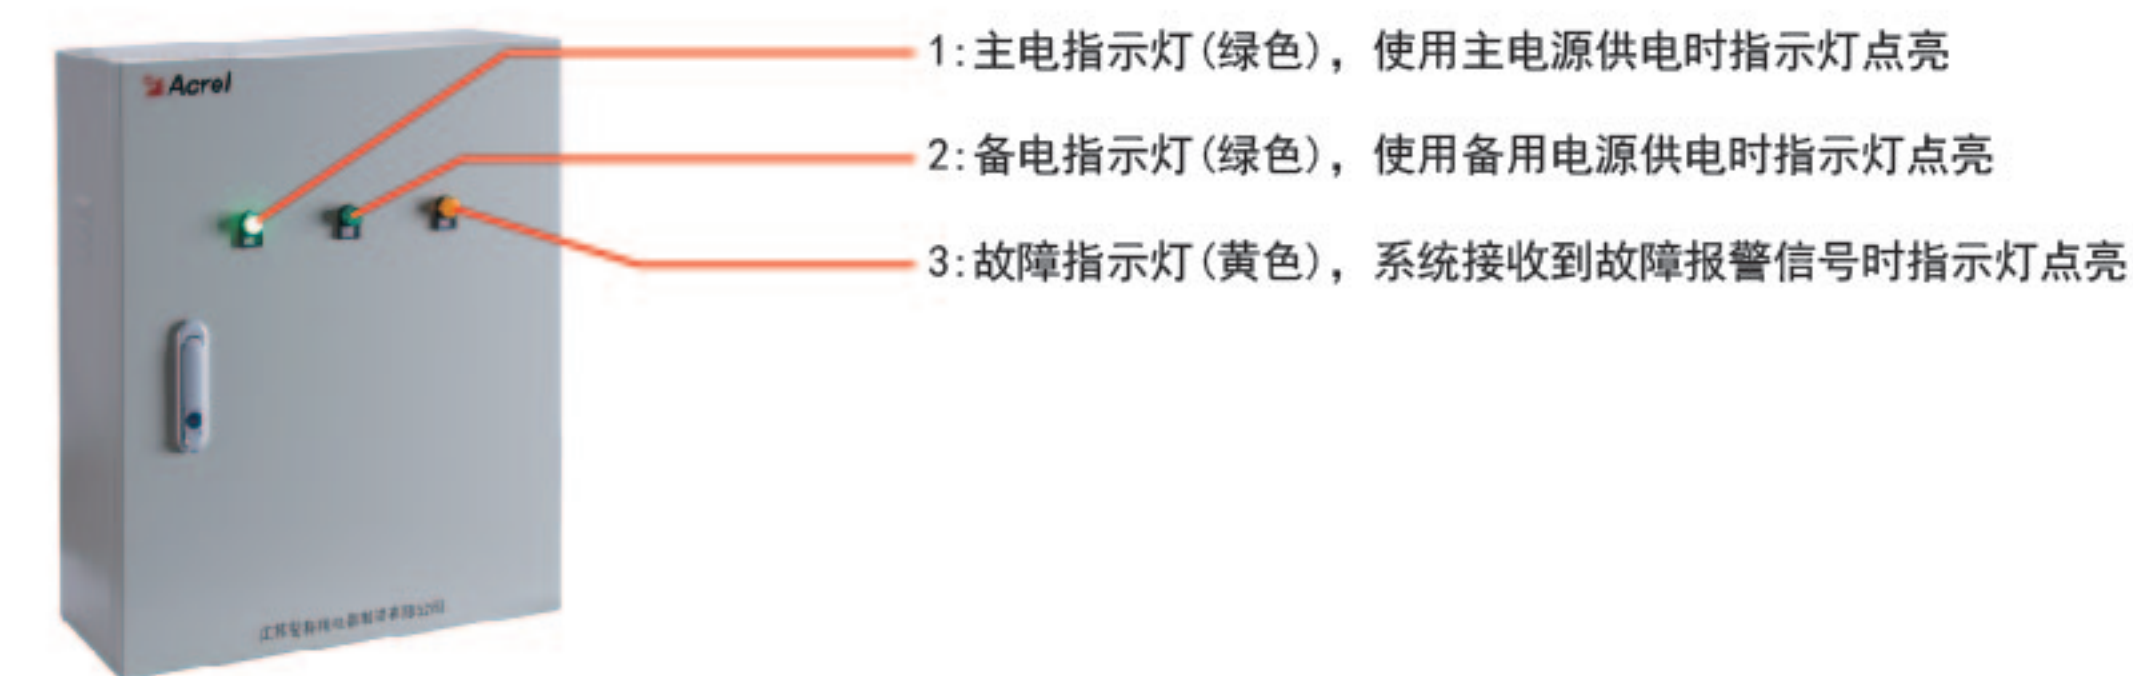 Acrel
1:主电指示灯(绿色), 使用主电源供电时指示灯点亮
2:备电指示灯(绿色), 使用备用电源供电时指示灯点亮
3:故障指示灯(黄色), 系统接收到故障报警信号时指示灯点亮